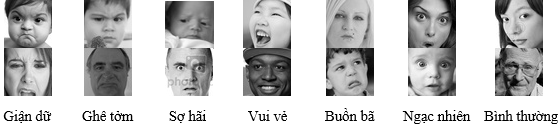 Giận dữ Ghê tởm Sợ hãi Vui vẻ Buồn bã Ngạc nhiên Bình thường